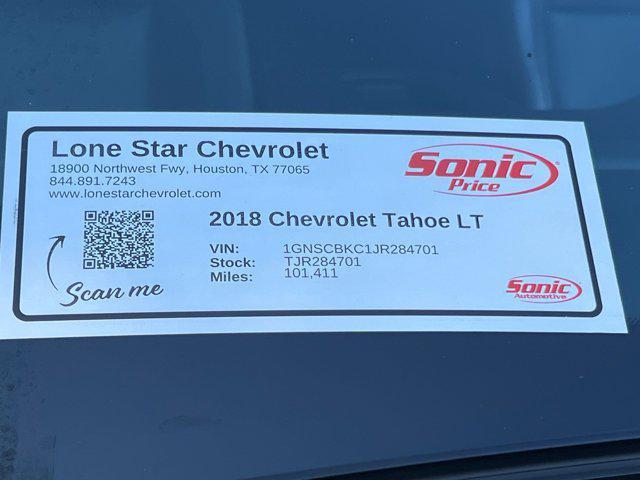 Lone Star Chevrolet
18900 Northwest Fwy, Houston, TX 77065
844.891.7243
www.lonestarchevrolet.com
Sonic
Price
2018 Chevrolet Tahoe LT
VIN: 1GNSCBKC1JR284701
Stock: TJR284701
Miles: 101,411
Scan me
Sonic
Automotive